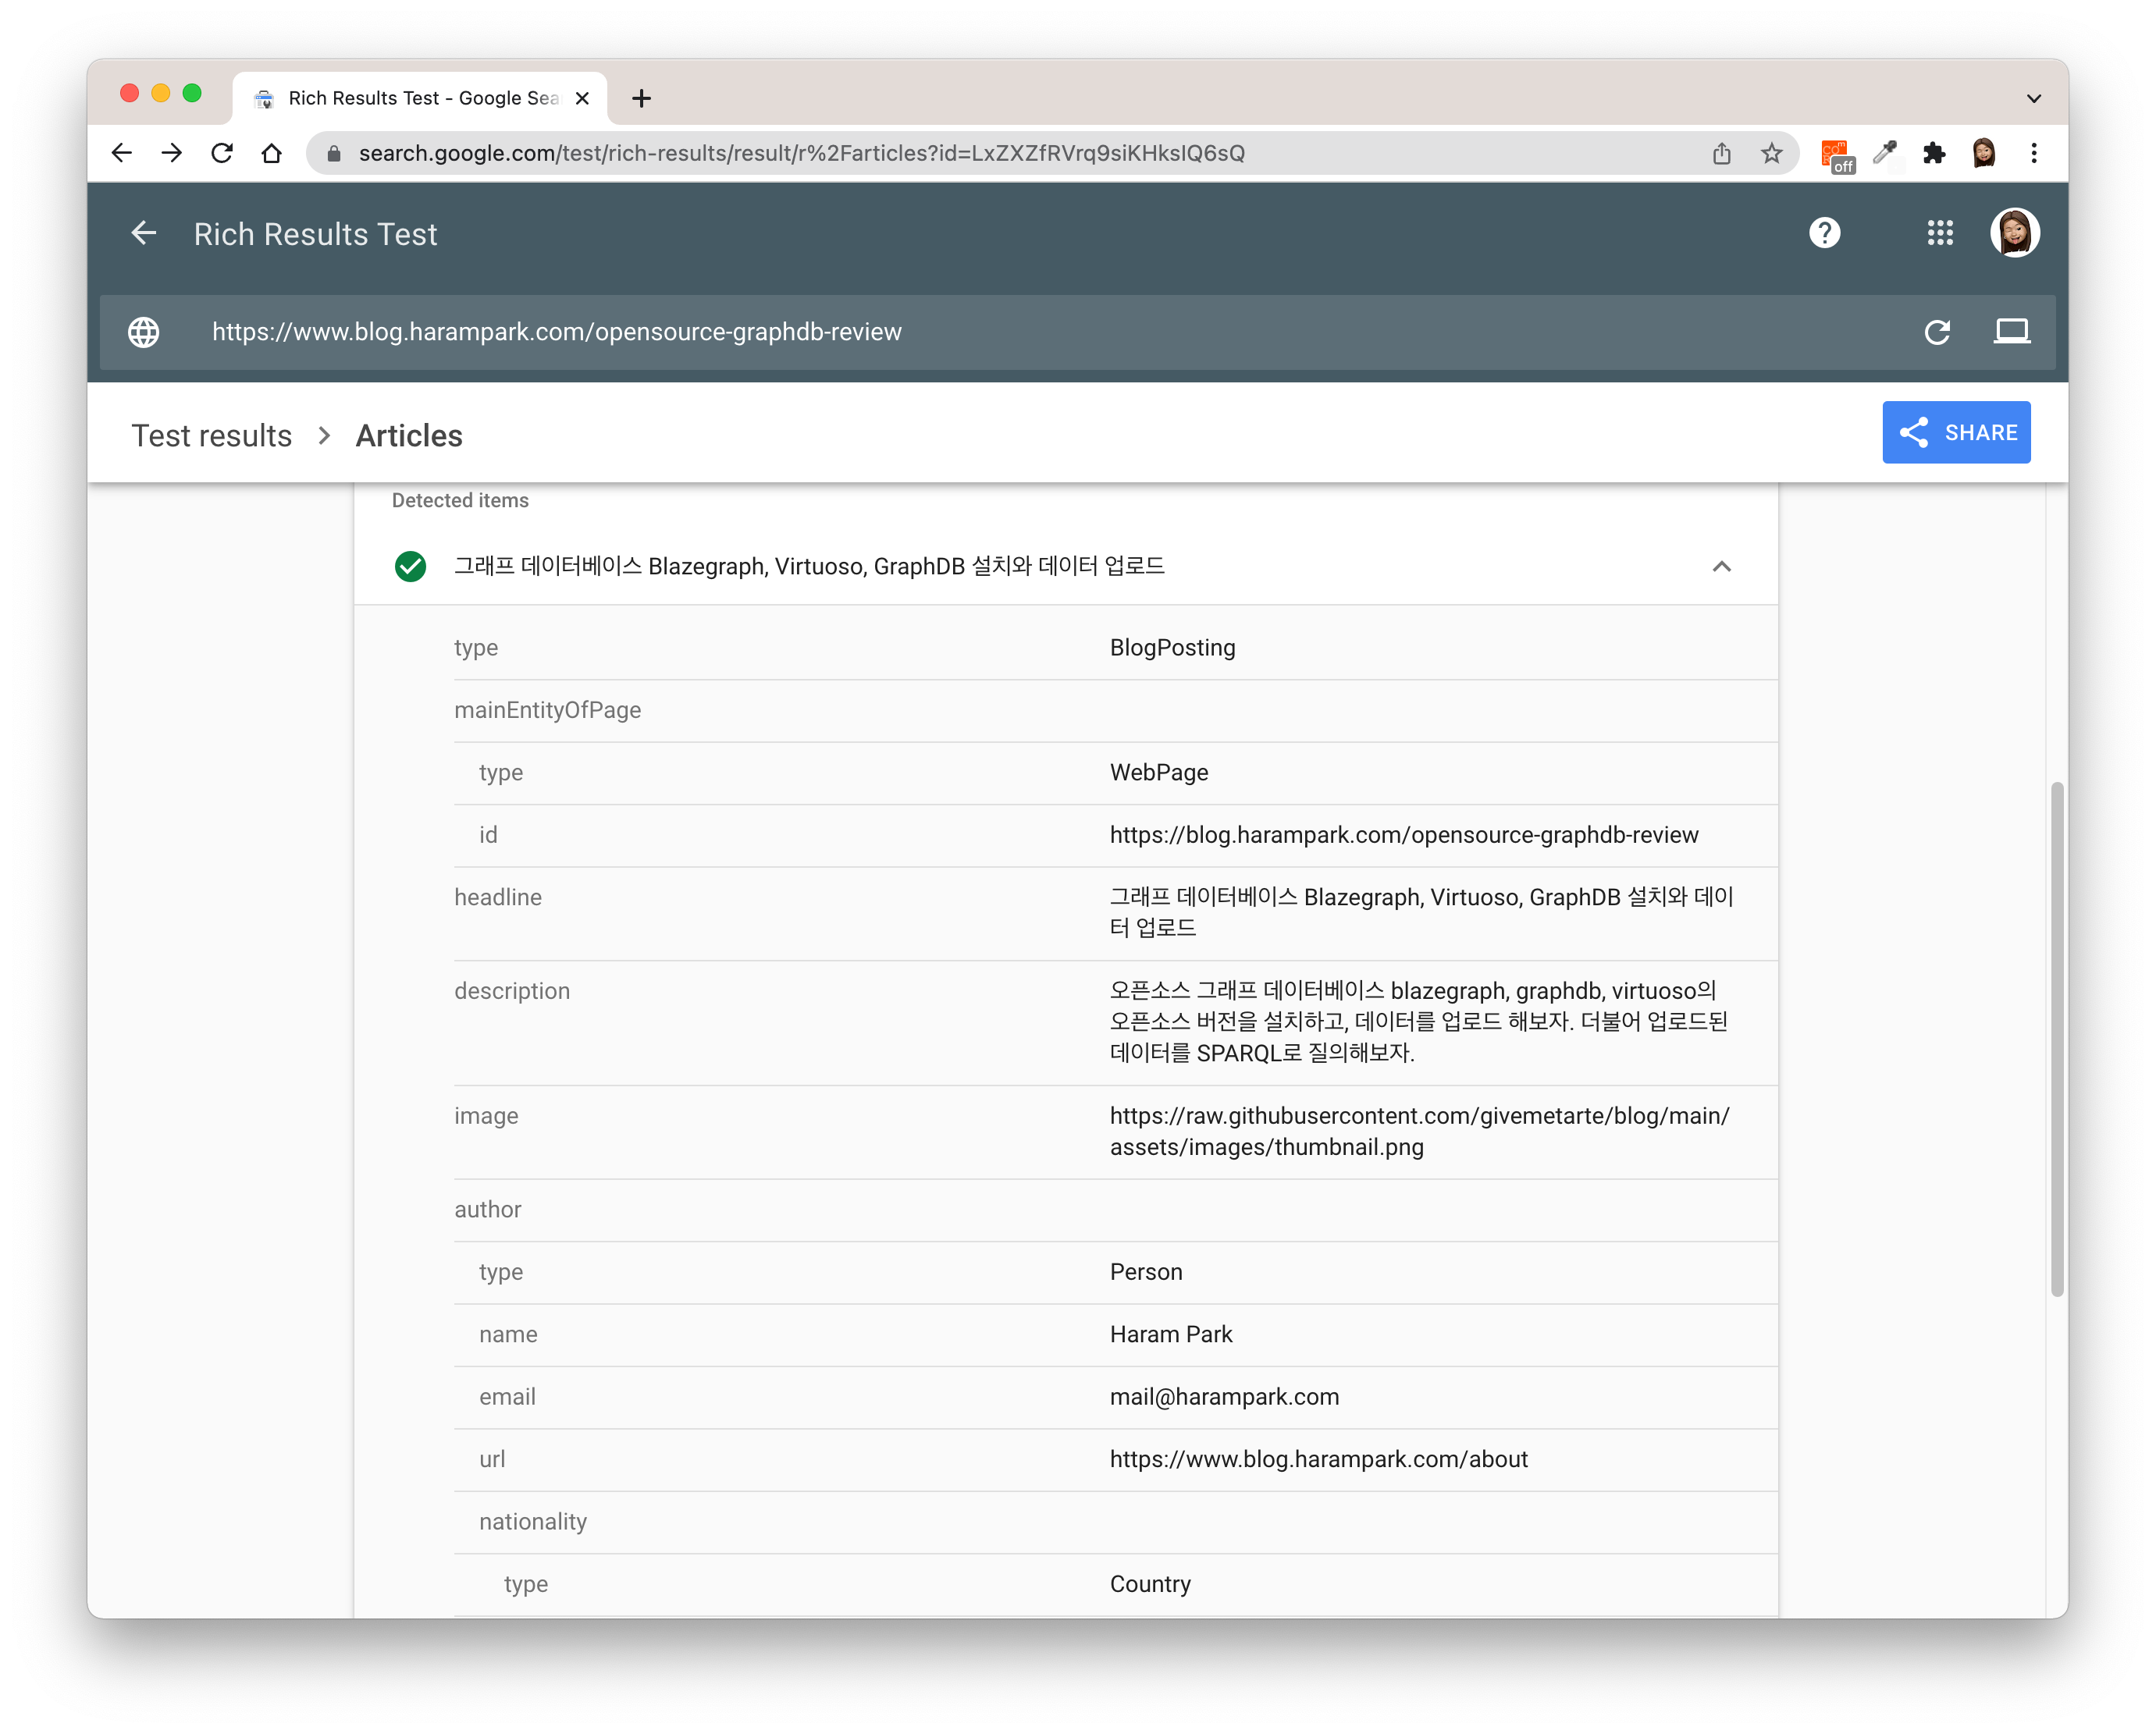 Rich Results Test - Google Sea
search.google.com/test/rich-results/result/r%2Farticles?id=LxZXZfRVrq9siKHksIQ6sQ
com
off
Rich Results Test
https://www.blog.harampark.com/opensource-graphdb-review
Test results > Articles
SHARE
Detected items
그래프 데이터베이스 Blazegraph, Virtuoso, GraphDB 설치와 데이터 업로드
type BlogPosting
mainEntityOfPage
type WebPage
id https://blog.harampark.com/opensource-graphdb-review
headline 그래프 데이터베이스 Blazegraph, Virtuoso, GraphDB 설치와 데이
터 업로드
description 오픈소스 그래프 데이터베이스 blazegraph, graphdb, virtuoso의
오픈소스 버전을 설치하고, 데이터를 업로드 해보자. 더불어 업로드된
데이터를 SPARQL로 질의해보자.
image https://raw.githubusercontent.com/givemetarte/blog/main/
assets/images/thumbnail.png
author
type Person
name Haram Park
email mail@harampark.com
url https://www.blog.harampark.com/about
nationality
type Country